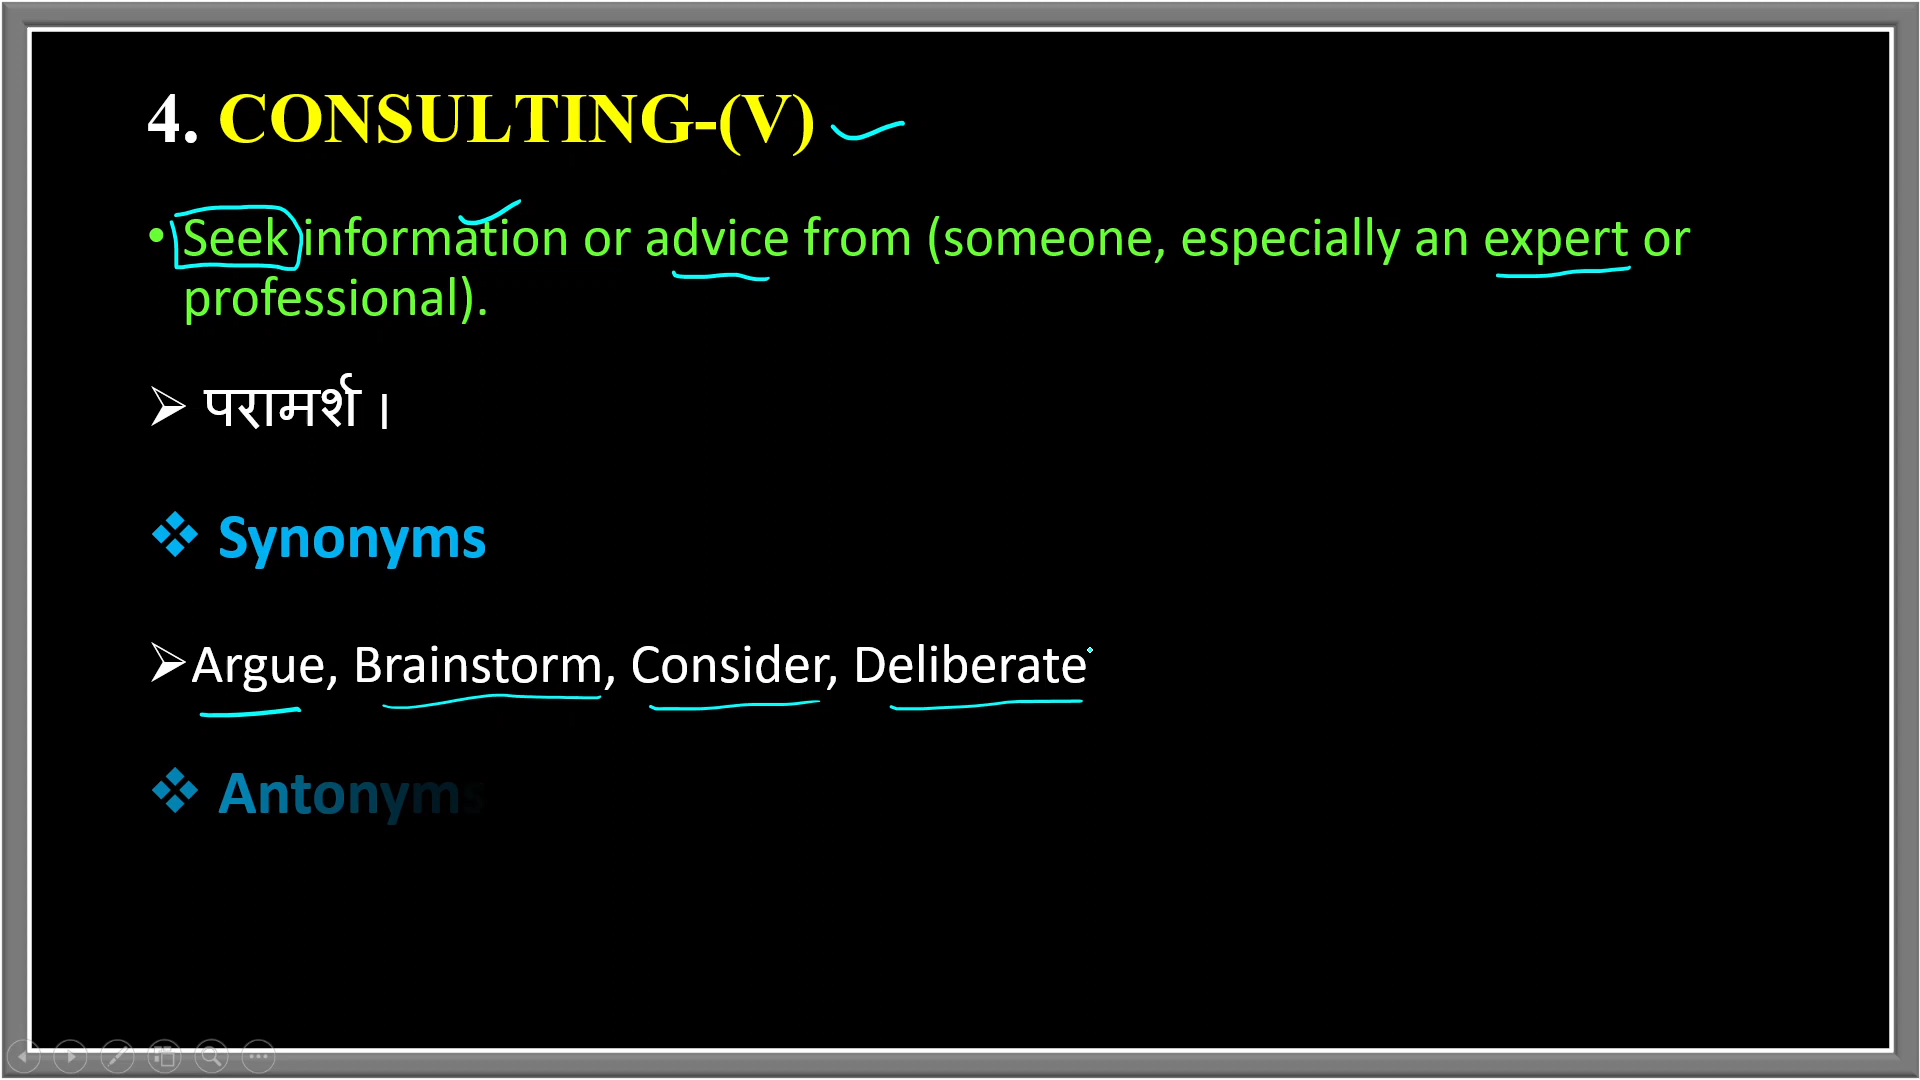 4. CONSULTING-(V)
• Seek information or advice from (someone, especially an expert or
professional).
➢ परामर्श ।
❖ Synonyms
➢Argue, Brainstorm, Consider, Deliberate
❖ Antonyms